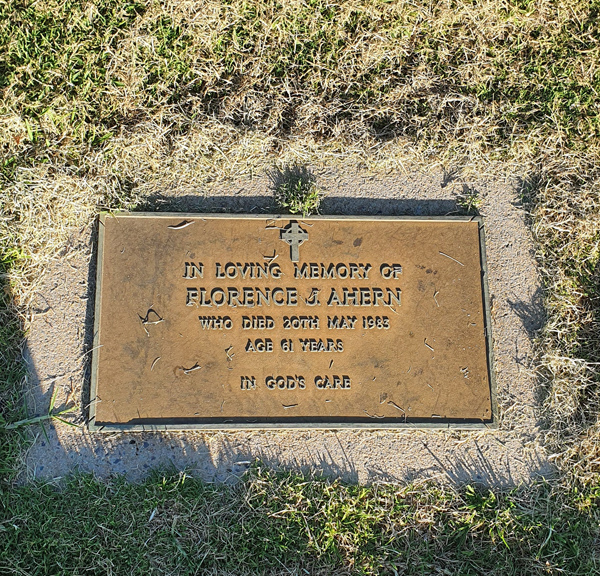 IN LOVING MEMORY OF
FLORENCE J. AHERN
WHO DIED 20TH MAY 1983
AGE 61 YEARS
IN GOD'S CARE